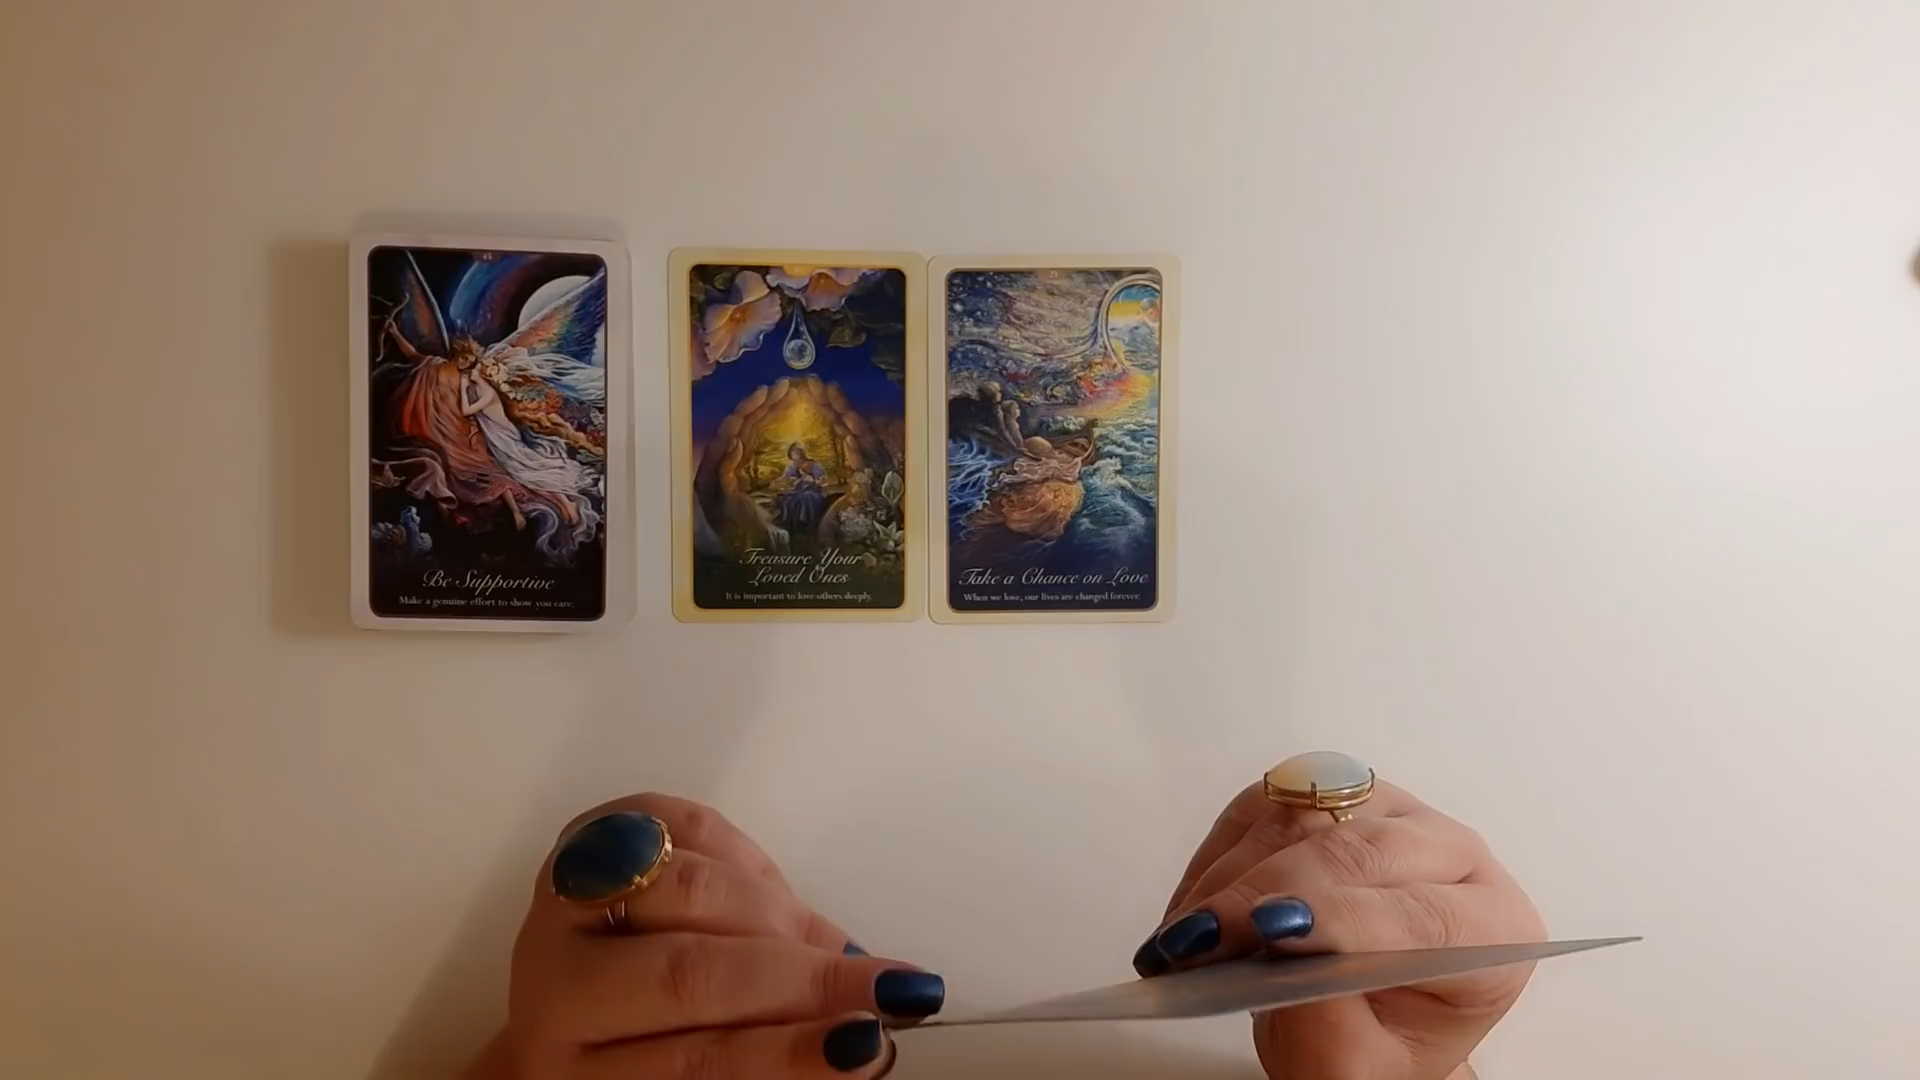 45
Be Supportive
Make a genuine effort to show you care.
Treasure Your
Loved Ones
It is important to love others deeply.
Take a Chance on Love
When we love, our lives are changed forever.